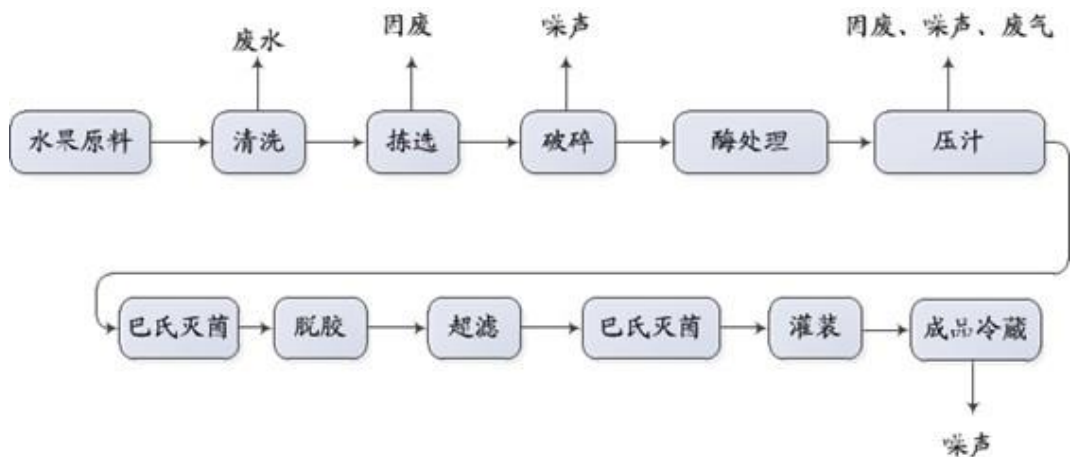 废水
固废
噪声
固废、噪声、废气
水果原料
清洗
拣选
破碎
酶处理
压汁
巴氏灭菌
脱胶
超滤
巴氏灭菌
灌装
成品冷藏
噪声